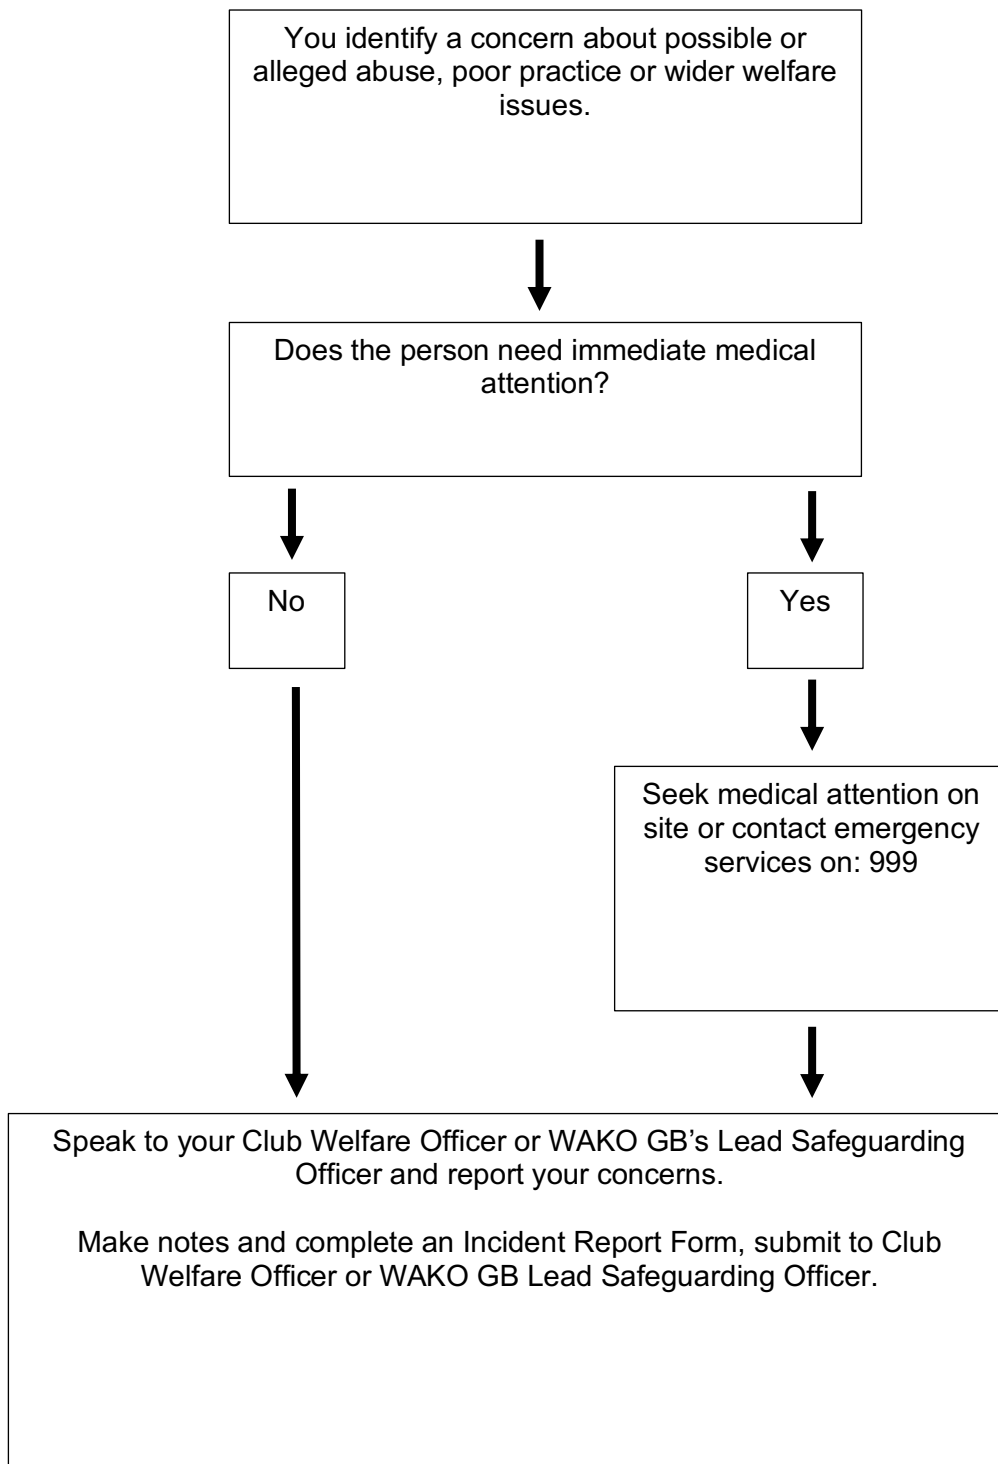 You identify a concern about possible or
alleged abuse, poor practice or wider welfare
issues.
Does the person need immediate medical
attention?
No
Yes
Seek medical attention on
site or contact emergency
services on: 999
Speak to your Club Welfare Officer or WAKO GB’s Lead Safeguarding
Officer and report your concerns.
Make notes and complete an Incident Report Form, submit to Club
Welfare Officer or WAKO GB Lead Safeguarding Officer.